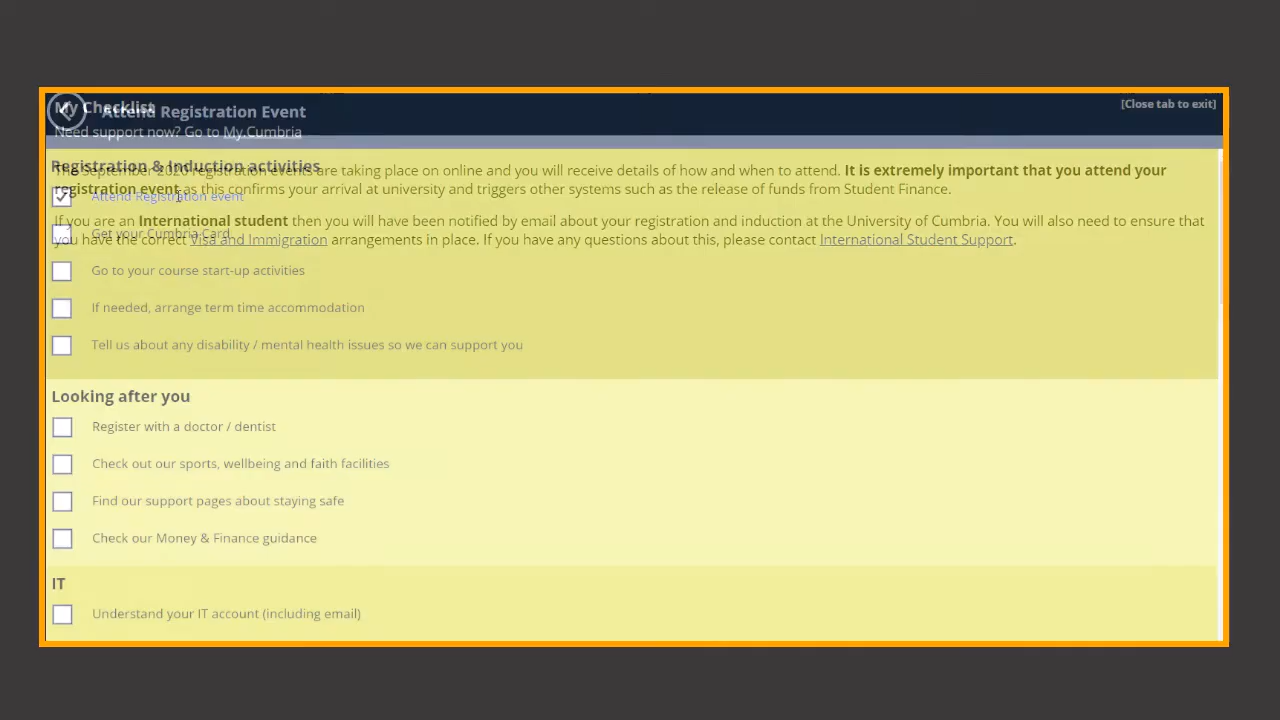 My Checklist
Attend Registration Event
[Close tab to exit]
Need support now? Go to My Cumbria
Registration & Induction activities
The September 2020 Registration events are taking place on online and you will receive details of how and when to attend. It is extremely important that you attend your
registration event as this confirms your arrival at university and triggers other systems such as the release of funds from Student Finance.
Attend Registration event
If you are an International student then you will have been notified by email about your registration and induction at the University of Cumbria. You will also need to ensure that
Get your Cumbria Card
you have the correct Visa and Immigration arrangements in place. If you have any questions about this, please contact International Student Support.
Go to your course start-up activities
If needed, arrange term time accommodation
Tell us about any disability / mental health issues so we can support you
Looking after you
Register with a doctor / dentist
Check out our sports, wellbeing and faith facilities
Find our support pages about staying safe
Check our Money & Finance guidance
IT
Understand your IT account (including email)